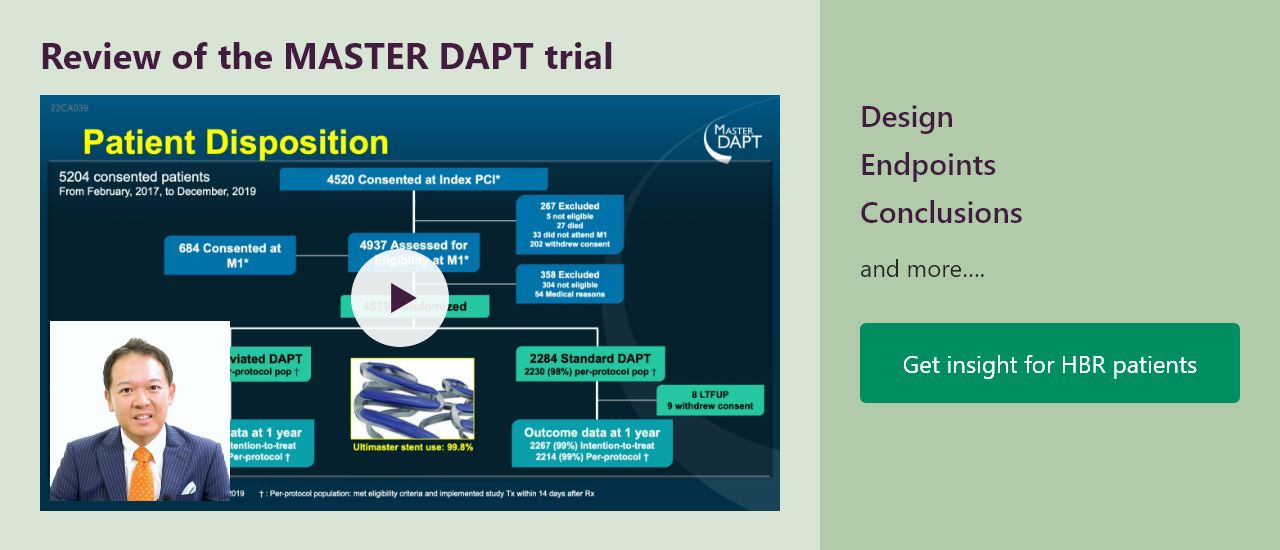 Review of the MASTER DAPT trial
22CA039
Patient Disposition
MASTER
DAPT
5204 consented patients
From February, 2017, to December, 2019
4520 Consented at Index PCI*
267 Excluded
5 not eligible
27 died
33 did not attend M1
202 withdrew consent
684 Consented at
M1*
4937 Assessed for
Eligibility at M1*
358 Excluded
304 not eligible
54 Medical reasons
4579 Randomized
viated DAPT
r-protocol pop †
2284 Standard DAPT
2230 (98%) per-protocol pop †
8 LTFUP
9 withdrew consent
Ultimaster stent use: 99.8%
ata at 1 year
ntention-to-treat
Per-protocol †
Outcome data at 1 year
2267 (99%) Intention-to-treat
2214 (99%) Per-protocol †
2019 † : Per-protocol population: met eligibility criteria and implemented study Tx within 14 days after Rx
Design
Endpoints
Conclusions
and more....
Get insight for HBR patients